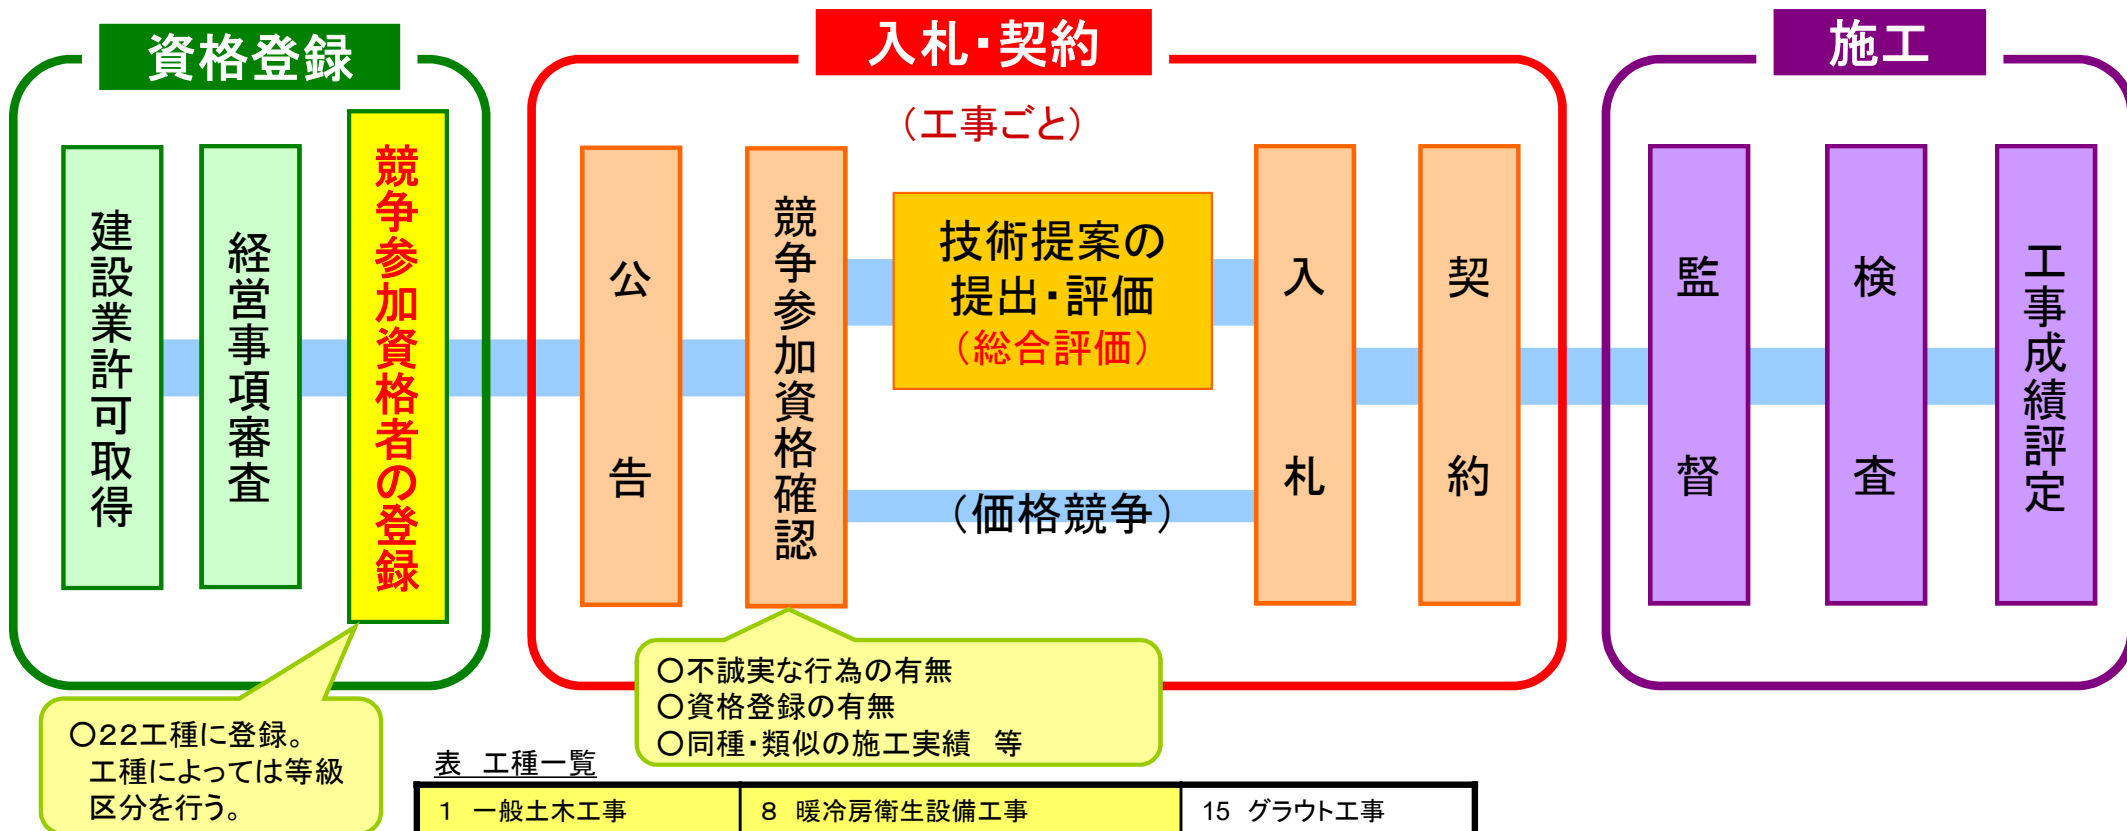 資格登録
建設業許可取得
経営事項審査
競争参加資格者の登録
○22工種に登録。
工種によっては等級
区分を行う。
入札・契約
（工事ごと）
公告
競争参加資格確認
技術提案の
提出・評価
（総合評価）
（価格競争）
入札
契約
○不誠実な行為の有無
○資格登録の有無
○同種・類似の施工実績　等
施工
監督
検査
工事成績評定
表　工種一覧
1　一般土木工事
8　暖冷房衛生設備工事
15　グラウト工事